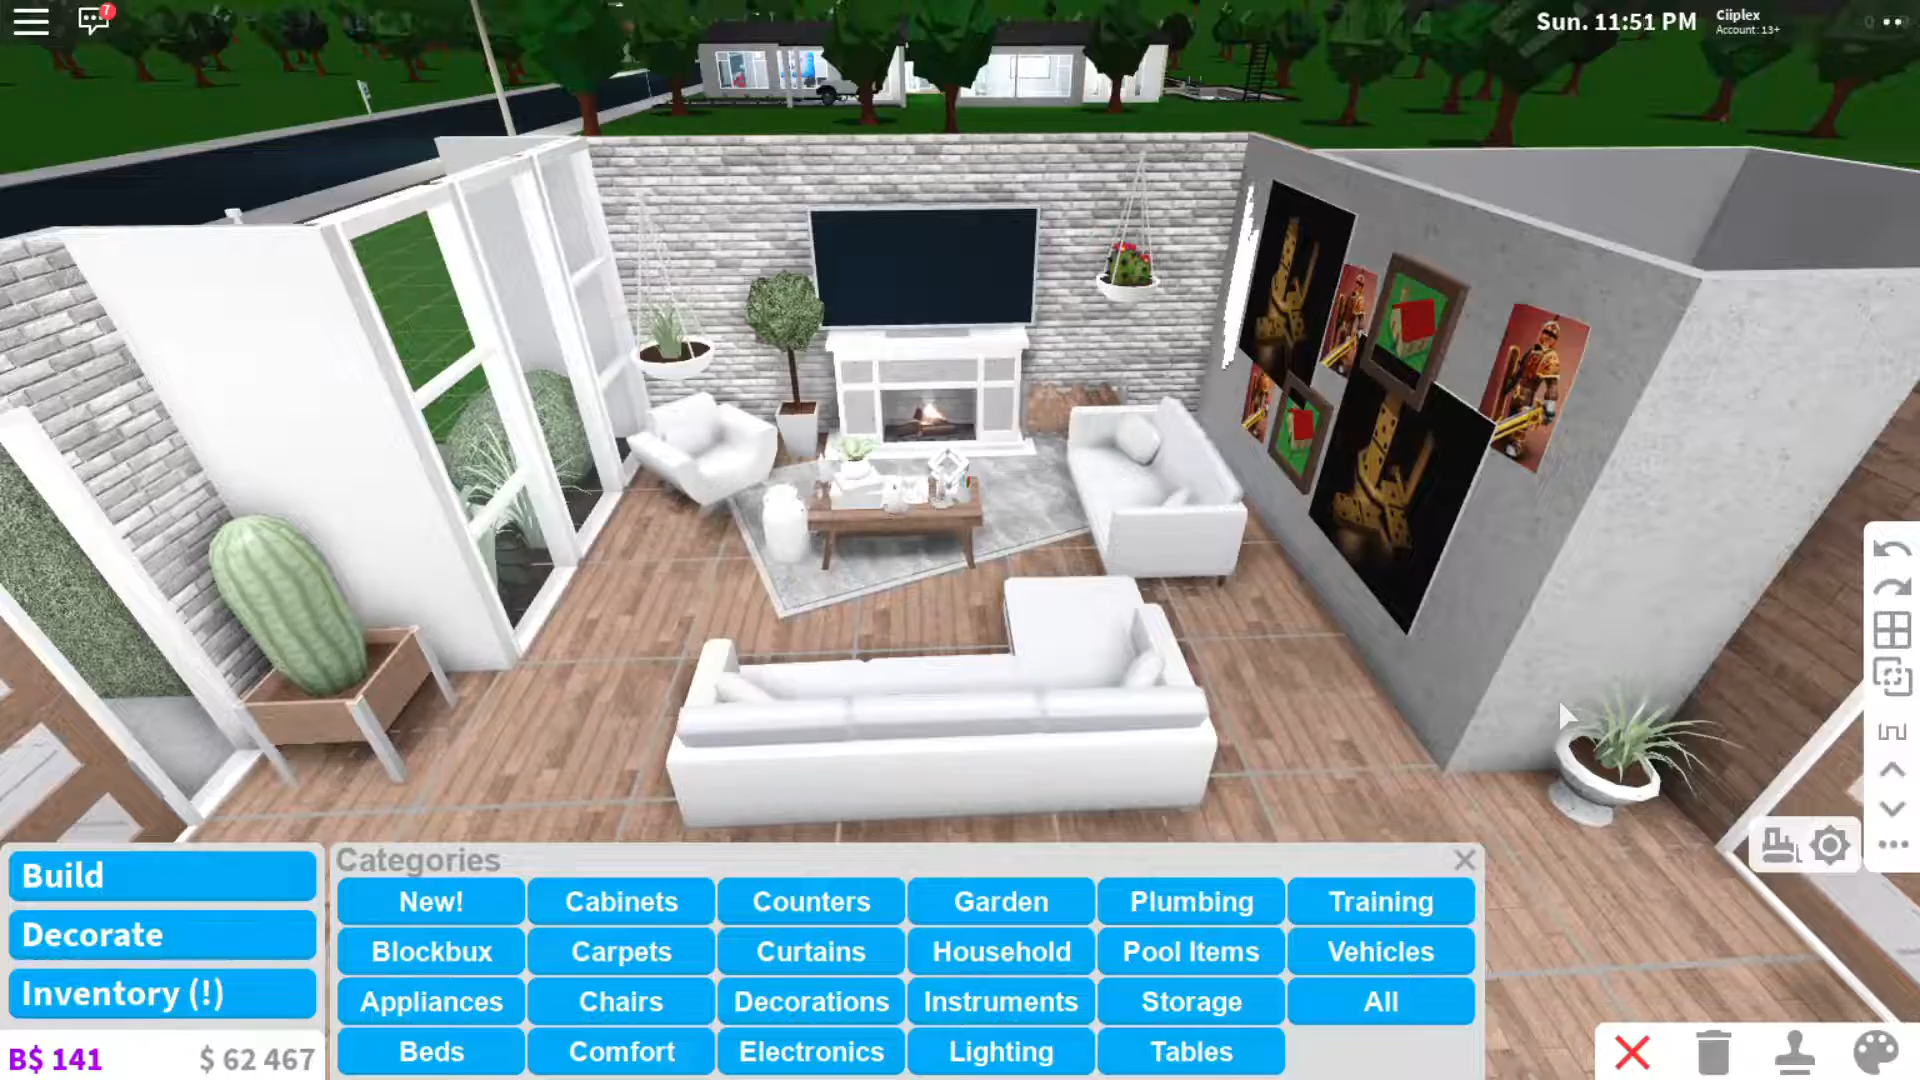 7
Sun. 11:51 PM
Ciiplex
Account: 13+
Build
Decorate
Inventory (!)
B$ 141
$ 62 467
Categories
New!
Cabinets
Counters
Garden
Plumbing
Training
Blockbux
Carpets
Curtains
Household
Pool Items
Vehicles
Appliances
Chairs
Decorations
Instruments
Storage
All
Beds
Comfort
Electronics
Lighting
Tables